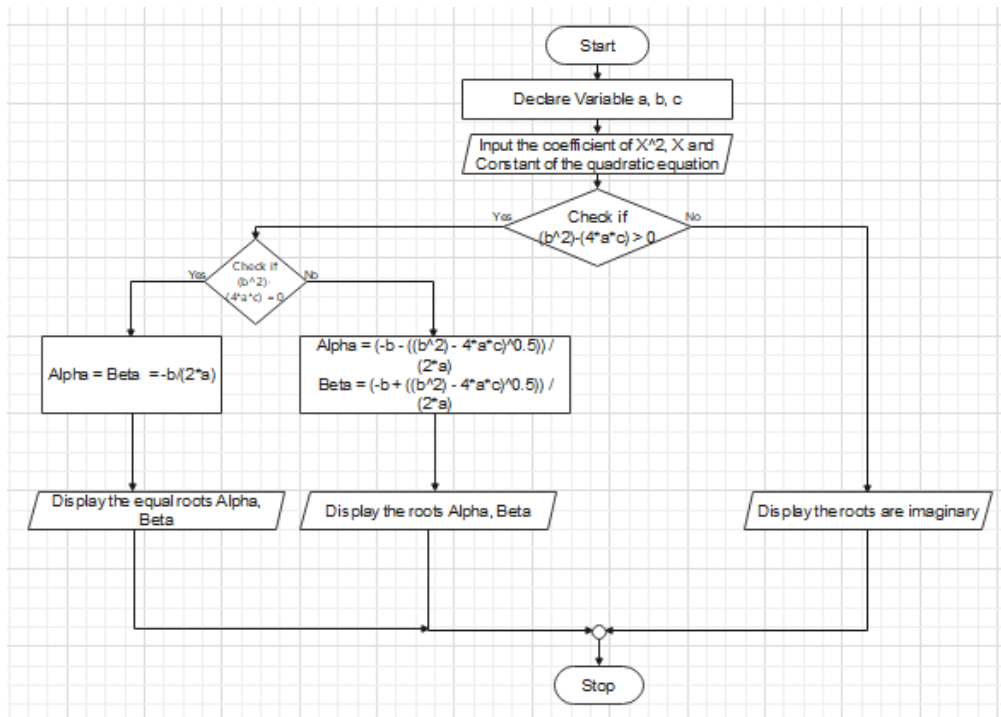 Start
Declare Variable a, b, c
Input the coefficient of X^2, X and
Constant of the quadratic equation
Check if
(b^2)-(4*a*c) > 0
Yes
No
Check if
(b^2)-
(4*a*c) = 0
Yes
No
Alpha = Beta =-b/(2*a)
Alpha = (-b - ((b^2) - 4*a*c)^0.5)) /
(2*a)
Beta = (-b + ((b^2) - 4*a*c)^0.5)) /
(2*a)
Display the equal roots Alpha,
Beta
Display the roots Alpha, Beta
Display the roots are imaginary
Stop